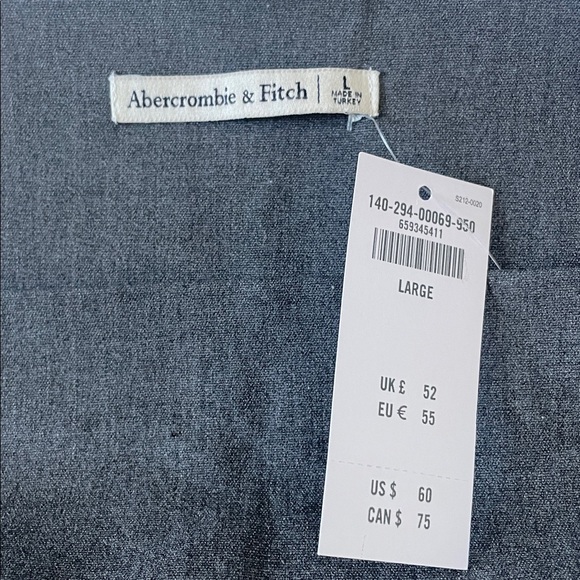 Abercrombie & Fitch | L
MADE IN
TURKEY
S212-0020
140-294-00069-950
659345411
LARGE
UK £ 52
EU € 55
US $ 60
CAN $ 75